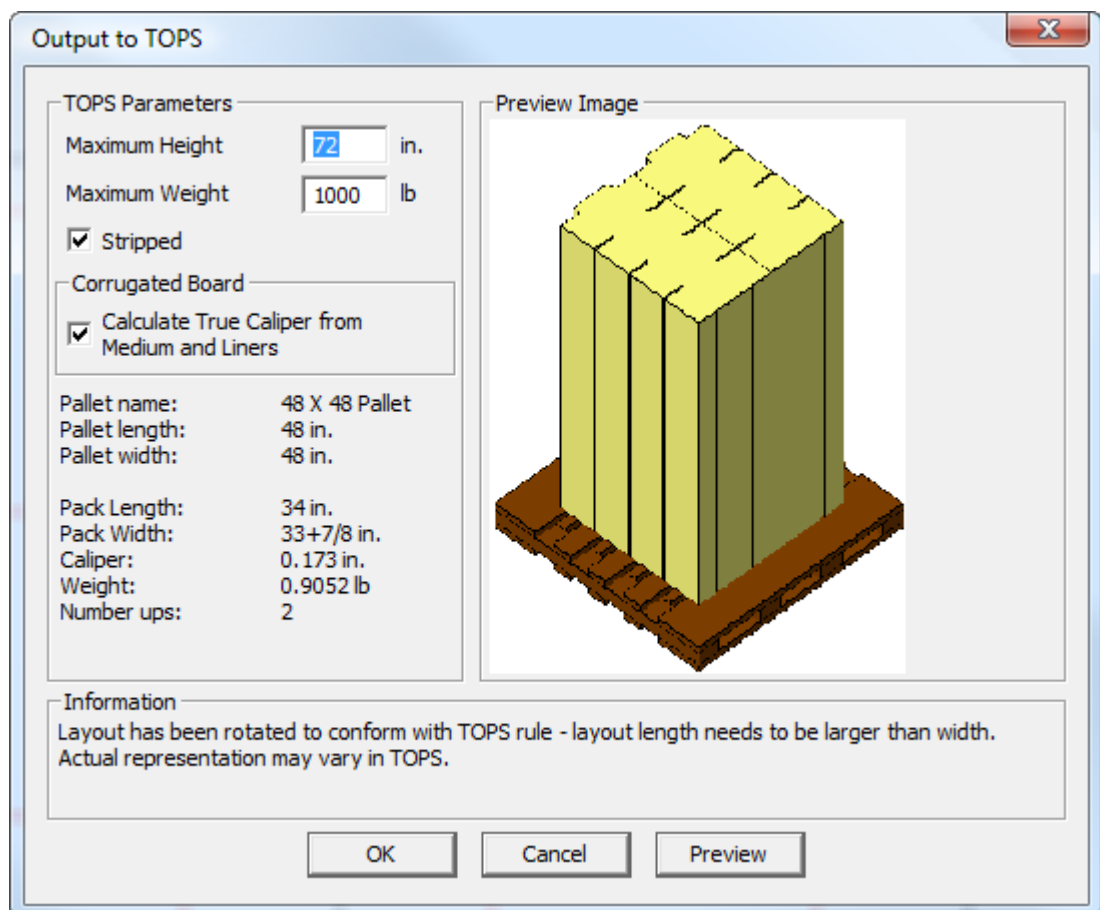 Output to TOPS
TOPS Parameters
Maximum Height 72 in.
Maximum Weight 1000 lb
Stripped
Corrugated Board
Calculate True Caliper from
Medium and Liners
Pallet name: 48 X 48 Pallet
Pallet length: 48 in.
Pallet width: 48 in.
Pack Length: 34 in.
Pack Width: 33+7/8 in.
Caliper: 0.173 in.
Weight: 0.9052 lb
Number ups: 2
Preview Image
Information
Layout has been rotated to conform with TOPS rule - layout length needs to be larger than width.
Actual representation may vary in TOPS.
OK Cancel Preview